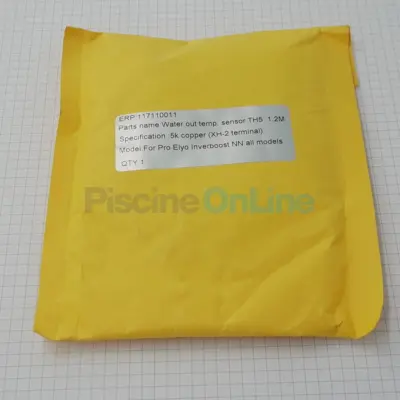 ERP:117110011
Parts name:Water out temp. sensor TH5 1.2M
Specification :5k copper (XH-2 terminal)
Model:For Pro Elyo Inverboost NN all models
QTY:1
PiscineOnLine